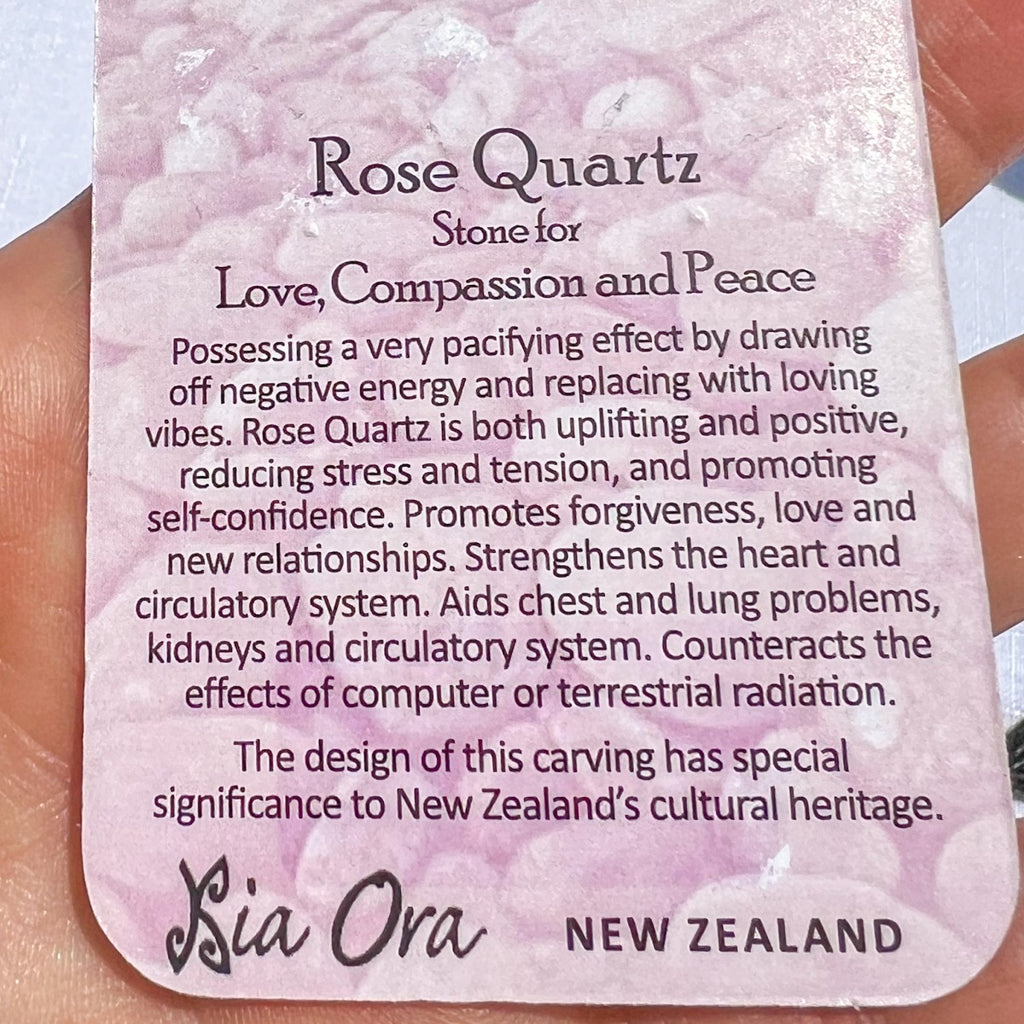 Rose Quartz
Stone for
Love, Compassion and Peace
Possessing a very pacifying effect by drawing
off negative energy and replacing with loving
vibes. Rose Quartz is both uplifting and positive,
reducing stress and tension, and promoting
self-confidence. Promotes forgiveness, love and
new relationships. Strengthens the heart and
circulatory system. Aids chest and lung problems,
kidneys and circulatory system. Counteracts the
effects of computer or terrestrial radiation.
The design of this carving has special
significance to New Zealand's cultural heritage.
Kia Ora NEW ZEALAND